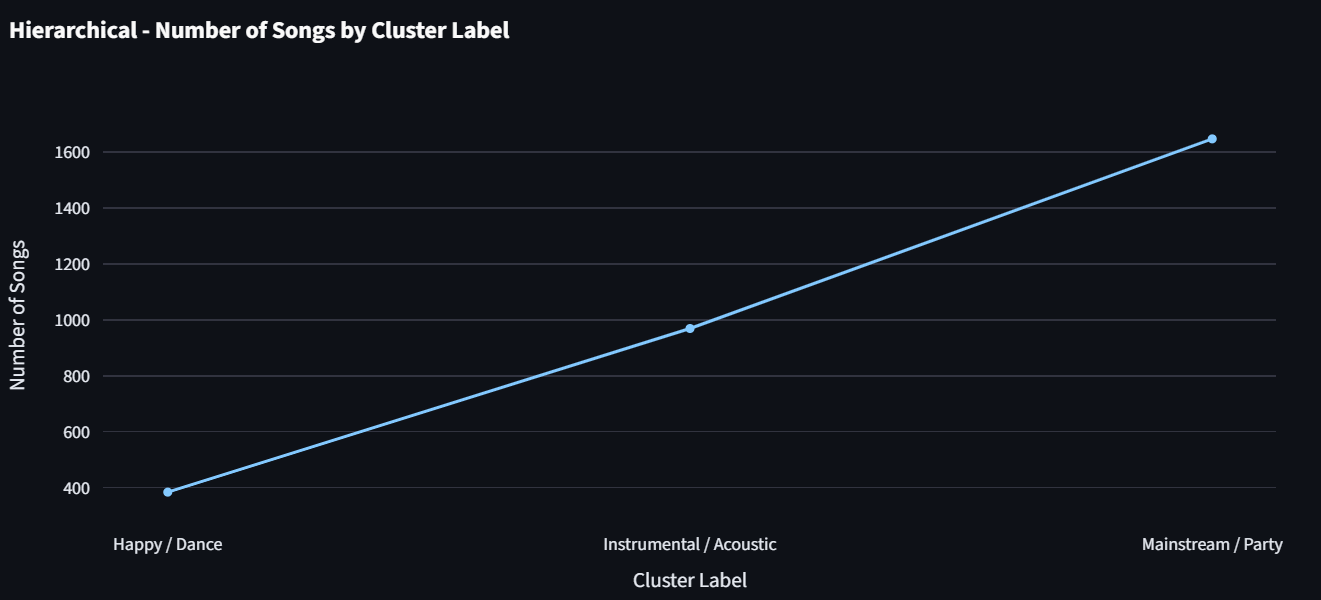 Hierarchical - Number of Songs by Cluster Label
1600
1400
1200
1000
800
600
400
Number of Songs
Happy / Dance
Instrumental / Acoustic
Mainstream / Party
Cluster Label